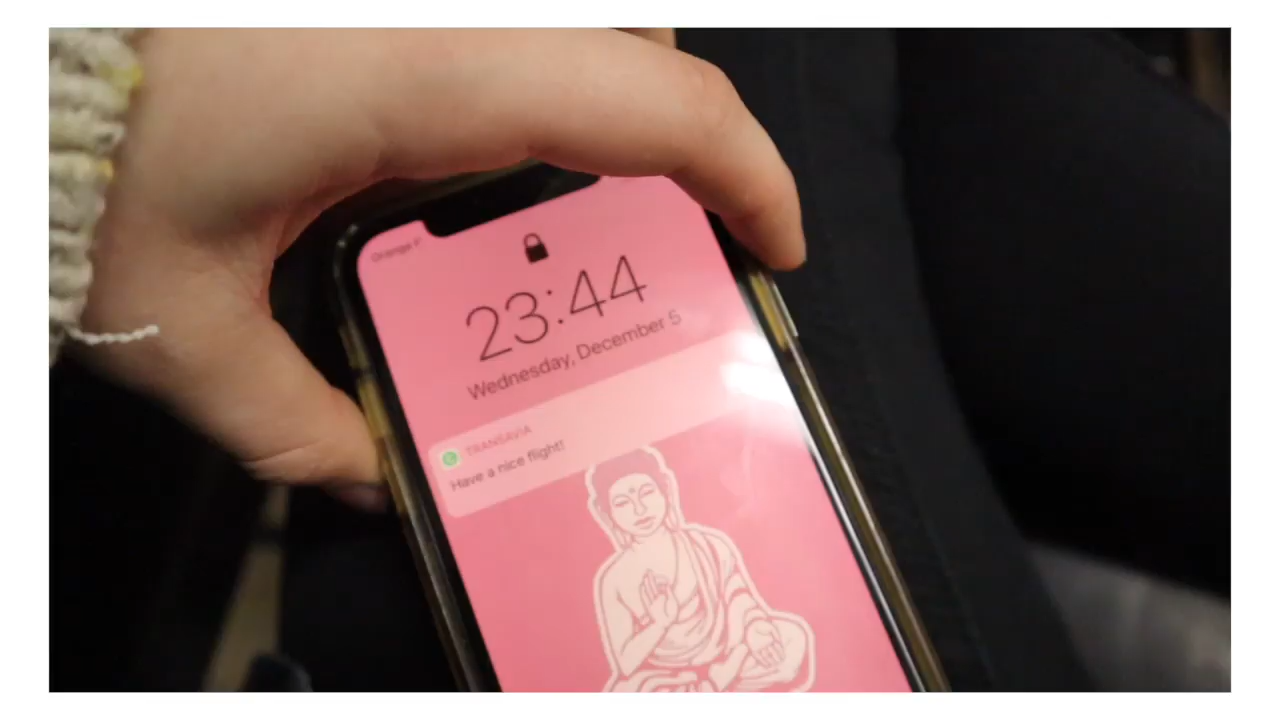 Orange F
23:44
Wednesday, December 5
TRANSAVIA
Have a nice flight!